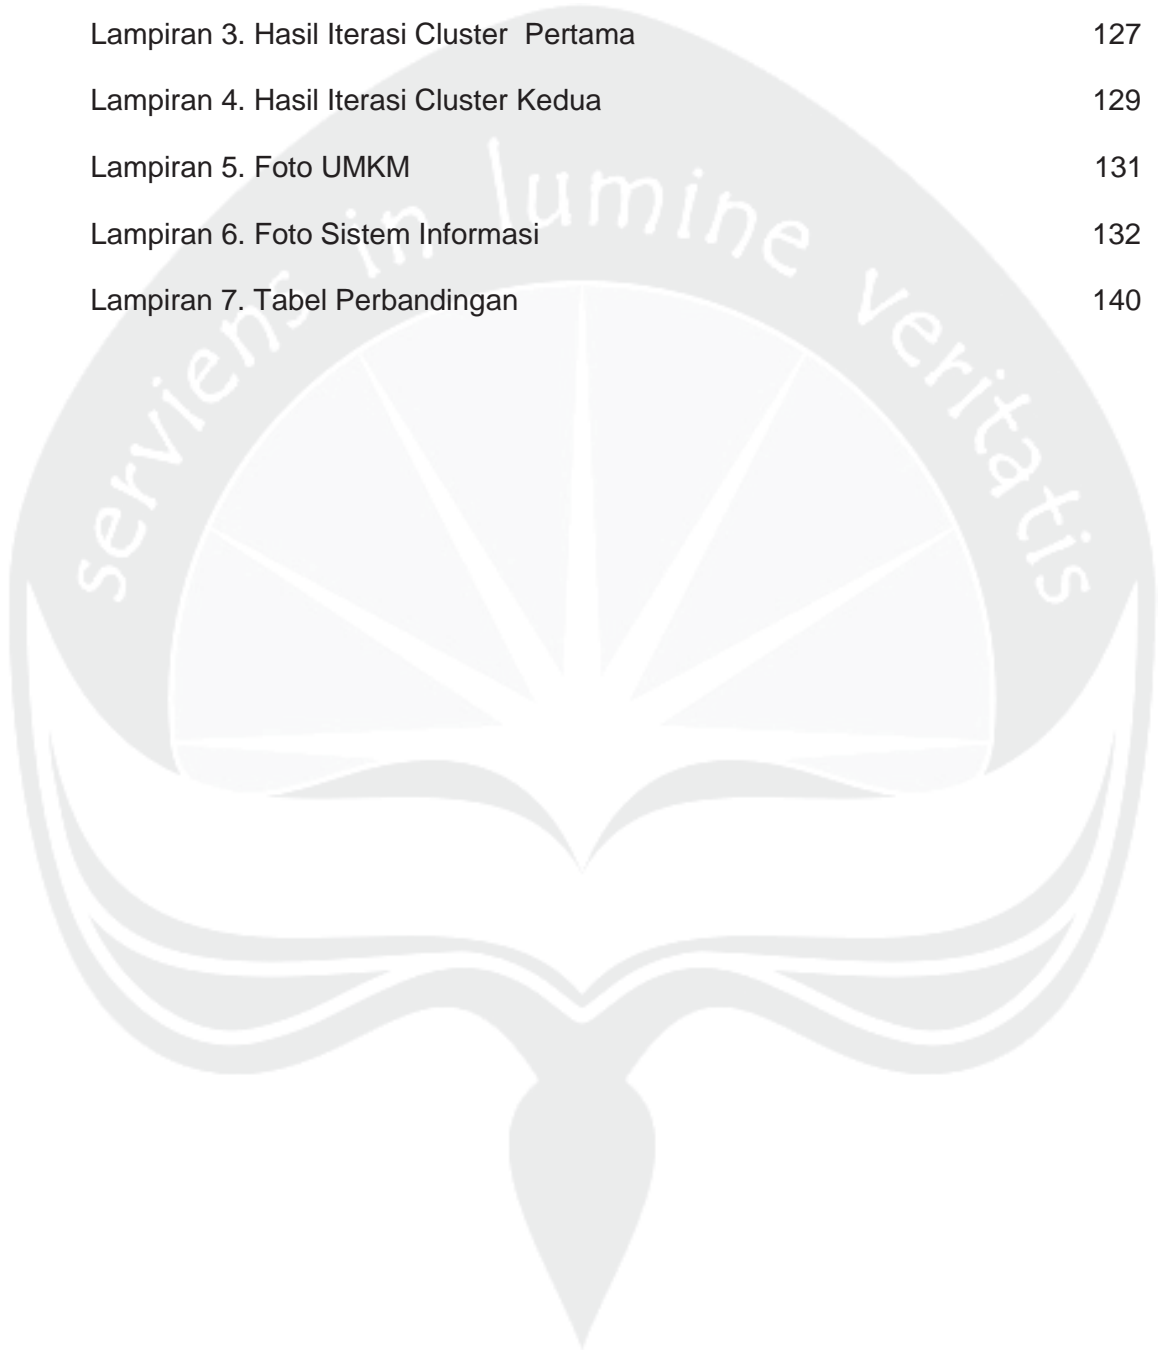 Lampiran 3. Hasil Iterasi Cluster  Pertama 127
Lampiran 4. Hasil Iterasi Cluster Kedua 129
Lampiran 5. Foto UMKM 131
Lampiran 6. Foto Sistem Informasi 132
Lampiran 7. Tabel Perbandingan 140
serviens in lumine veritatis